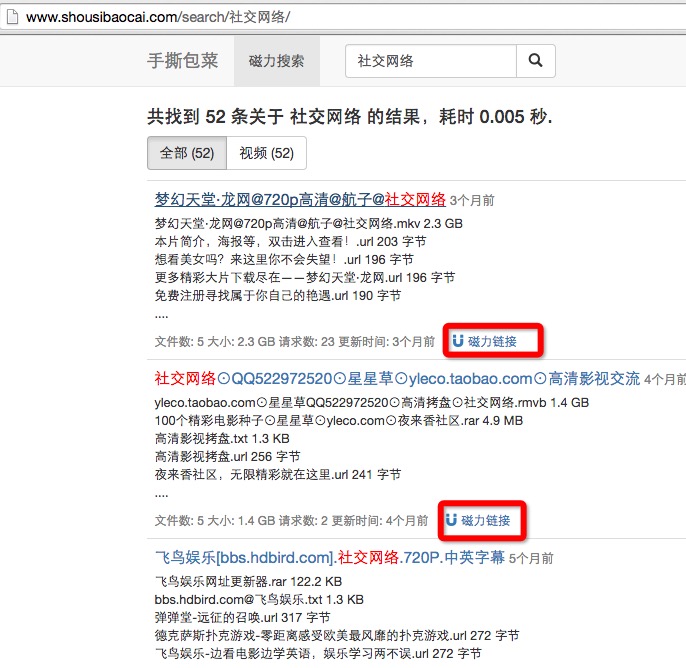 www.shousibaocai.com/search/社交网络/
手撕包菜 磁力搜索 社交网络
共找到 52 条关于 社交网络 的结果，耗时 0.005 秒.
全部 (52) 视频 (52)
梦幻天堂·龙网@720p高清@航子@社交网络 3个月前
梦幻天堂·龙网@720p高清@航子@社交网络.mkv 2.3 GB
本片简介，海报等，双击进入查看！.url 203 字节
想看美女吗？来这里你不会失望！.url 196 字节
更多精彩大片下载尽在——梦幻天堂·龙网.url 196 字节
免费注册寻找属于你自己的艳遇.url 190 字节
....
文件数: 5 大小: 2.3 GB 请求数: 23 更新时间: 3个月前 磁力链接
社交网络⊙QQ522972520⊙星星草⊙yleco.taobao.com⊙高清影视交流 4个月前
yleco.taobao.com⊙星星草QQ522972520⊙高清拷盘⊙社交网络.rmvb 1.4 GB
100个精彩电影种子⊙星星草⊙yleco.com⊙夜来香社区.rar 4.9 MB
高清影视拷盘.txt 1.3 KB
高清影视拷盘.url 256 字节
夜来香社区，无限精彩就在这里.url 241 字节
....
文件数: 5 大小: 1.4 GB 请求数: 2 更新时间: 4个月前 磁力链接
飞鸟娱乐[bbs.hdbird.com].社交网络.720P.中英字幕 5个月前
飞鸟娱乐网址更新器.rar 122.2 KB
bbs.hdbird.com@飞鸟娱乐.txt 1.3 KB
弹弹堂-远征的召唤.url 317 字节
德克萨斯扑克游戏-零距离感受欧美最风靡的扑克游戏.url 272 字节
飞鸟娱乐-边看电影边学英语，娱乐学习两不误.url 272 字节